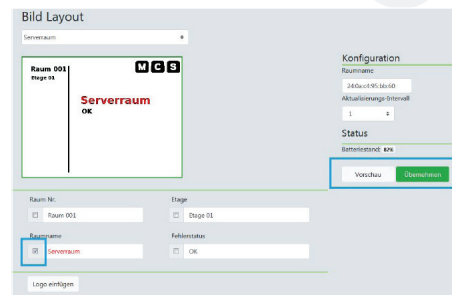 Bild Layout
Serverraum
Raum 001
Etage 01
MCS
Serverraum
OK
Konfiguration
Raumname
Aktualisierungs-Intervall
1
Status
Batteriestand: 82%
Vorschau
Übernehmen
Raum Nr.
Etage
Raum 001
Etage 01
Raumname
Fehlerstatus
Serverraum
OK
Logo einfügen